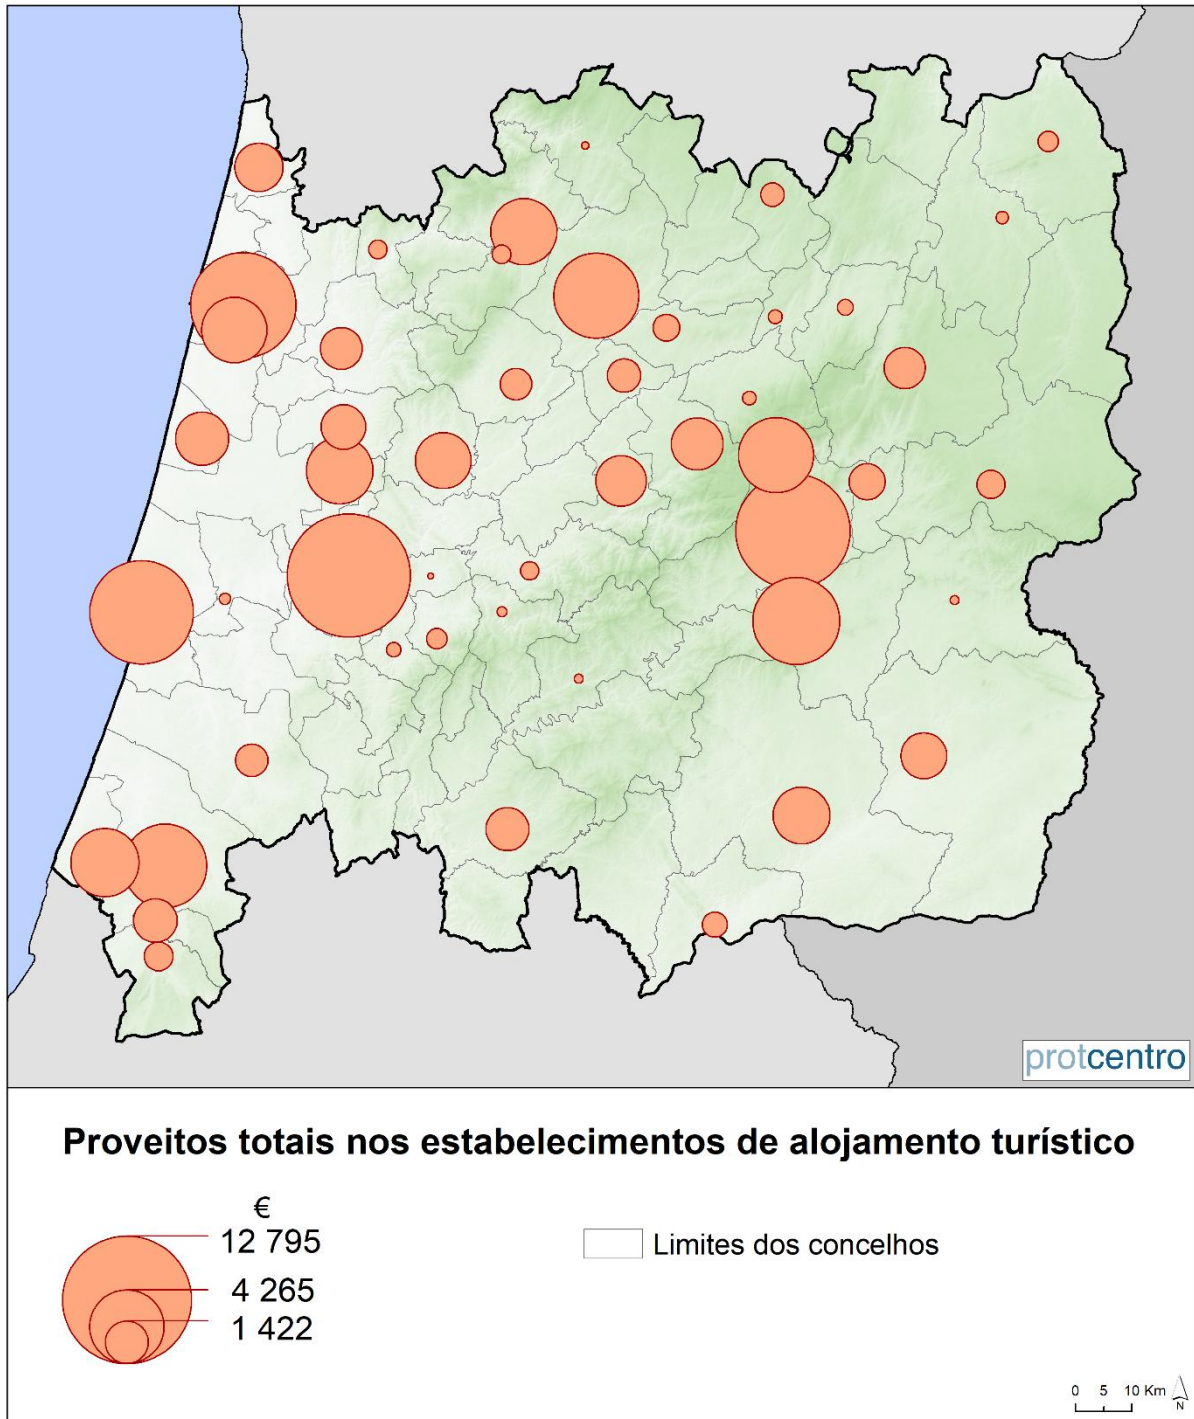 protcentro
Proveitos totais nos estabelecimentos de alojamento turístico
€
12 795
4 265
1 422
Limites dos concelhos
0 5 10 Km
N